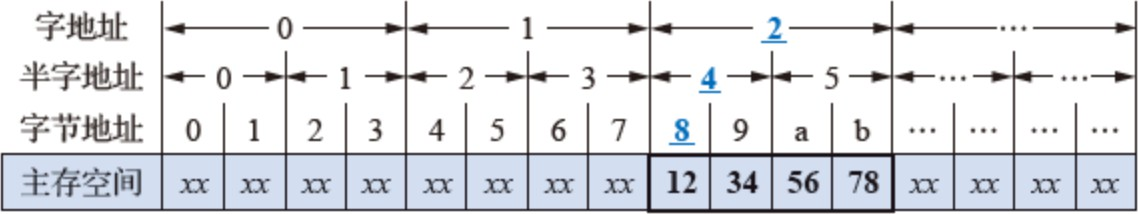 字地址 0 1 2 ...
半字地址 0 1 2 3 4 5 ... ...
字节地址 0 1 2 3 4 5 6 7 8 9 a b ... ... ... ...
主存空间 xx xx xx xx xx xx xx xx 12 34 56 78 xx xx xx xx